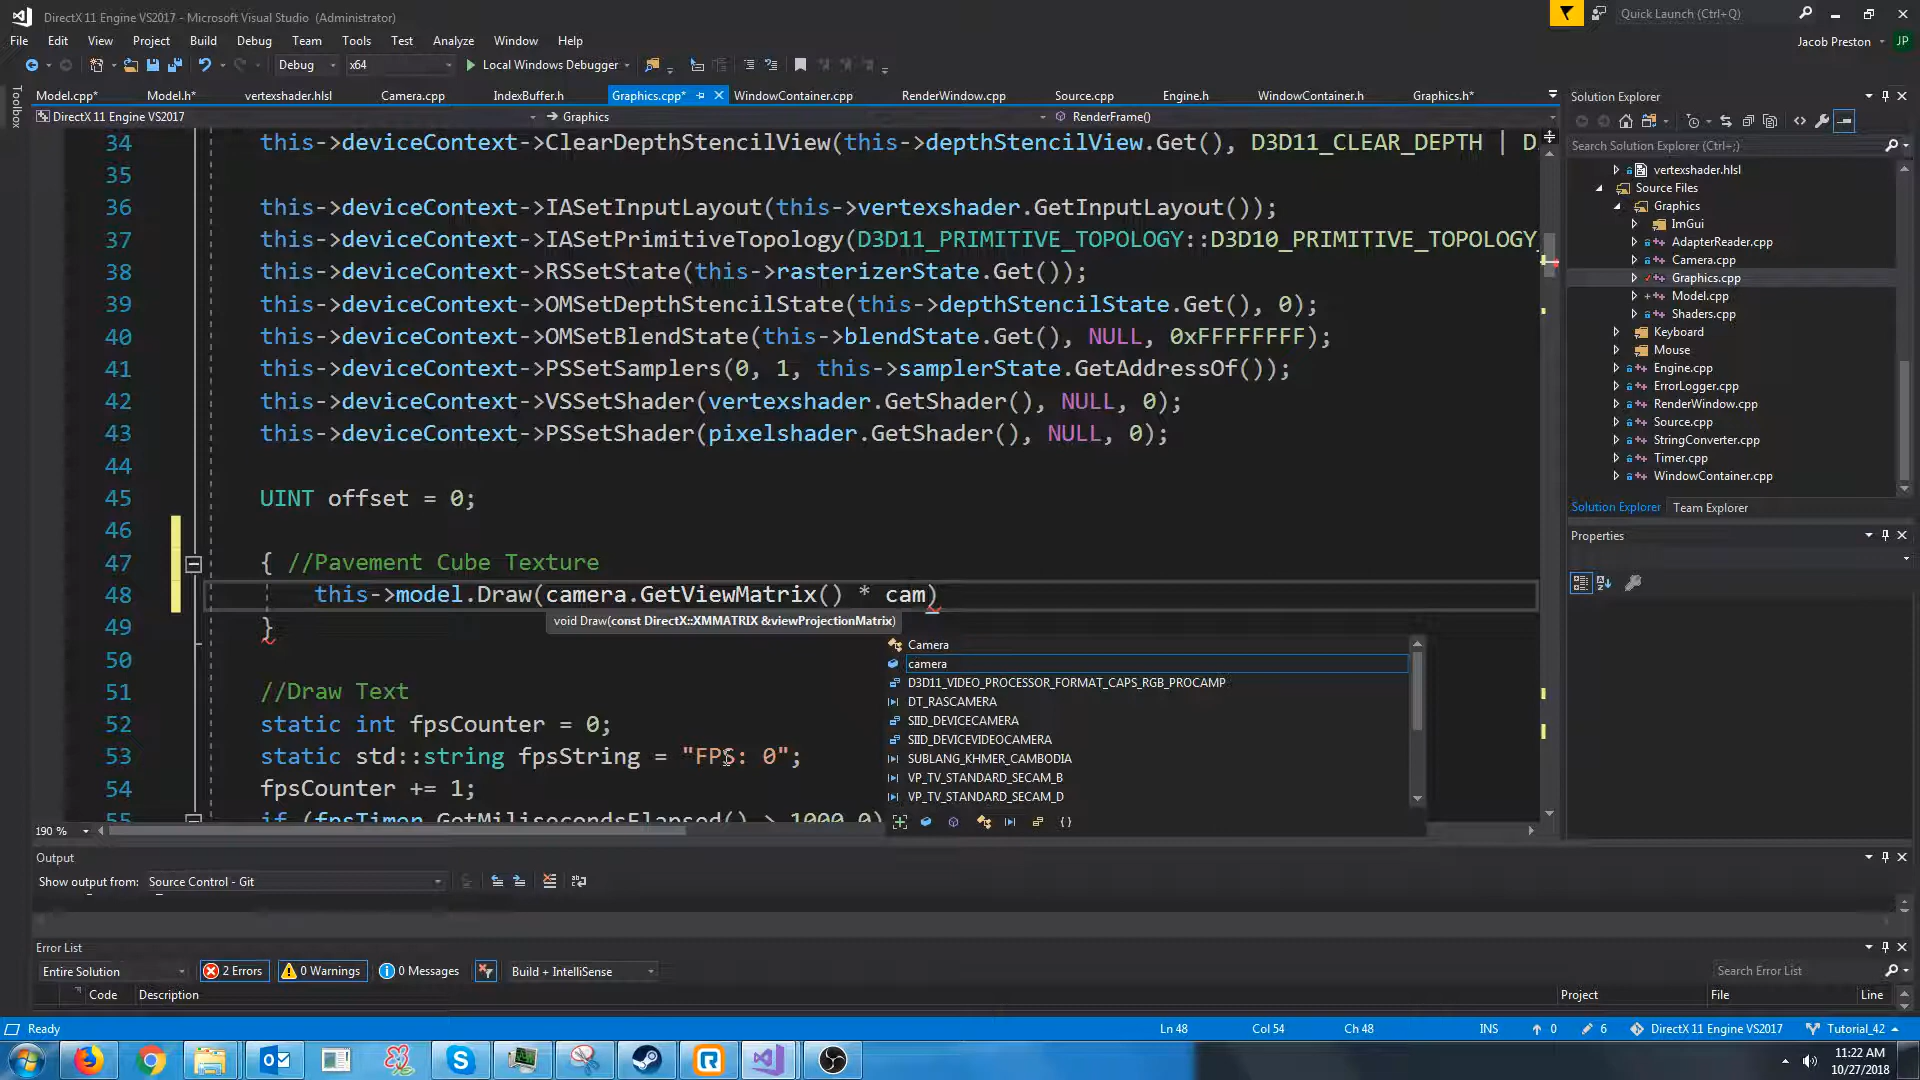 DirectX 11 Engine VS2017 - Microsoft Visual Studio (Administrator)
Quick Launch (Ctrl+Q)
File Edit View Project Build Debug Team Tools Test Analyze Window Help
Jacob Preston JP
Debug x64 Local Windows Debugger
Toolbox
Model.cpp* Model.h* vertexshader.hlsl Camera.cpp IndexBuffer.h Graphics.cpp* WindowContainer.cpp RenderWindow.cpp Source.cpp Engine.h WindowContainer.h Graphics.h*
DirectX 11 Engine VS2017 Graphics RenderFrame()
34 this->deviceContext->ClearDepthStencilView(this->depthStencilView.Get(), D3D11_CLEAR_DEPTH | D
35
36 this->deviceContext->IASetInputLayout(this->vertexshader.GetInputLayout());
37 this->deviceContext->IASetPrimitiveTopology(D3D11_PRIMITIVE_TOPOLOGY::D3D10_PRIMITIVE_TOPOLOGY_
38 this->deviceContext->RSSetState(this->rasterizerState.Get());
39 this->deviceContext->OMSetDepthStencilState(this->depthStencilState.Get(), 0);
40 this->deviceContext->OMSetBlendState(this->blendState.Get(), NULL, 0xFFFFFFFF);
41 this->deviceContext->PSSetSamplers(0, 1, this->samplerState.GetAddressOf());
42 this->deviceContext->VSSetShader(vertexshader.GetShader(), NULL, 0);
43 this->deviceContext->PSSetShader(pixelshader.GetShader(), NULL, 0);
44
45 UINT offset = 0;
46
47 { //Pavement Cube Texture
48 this->model.Draw(camera.GetViewMatrix() * cam)
void Draw(const DirectX::XMMATRIX &viewProjectionMatrix)
49 }
50
51 //Draw Text
52 static int fpsCounter = 0;
53 static std::string fpsString = "FPS: 0";
54 fpsCounter += 1;
55 if (fpsTimer.GetMilisecondsElapsed() > 1000.0)
Camera
camera
D3D11_VIDEO_PROCESSOR_FORMAT_CAPS_RGB_PROCAMP
DT_RASCAMERA
SIID_DEVICECAMERA
SIID_DEVICEVIDEOCAMERA
SUBLANG_KHMER_CAMBODIA
VP_TV_STANDARD_SECAM_B
VP_TV_STANDARD_SECAM_D
190 %
Solution Explorer
Search Solution Explorer (Ctrl+;)
vertexshader.hlsl
Source Files
Graphics
ImGui
AdapterReader.cpp
Camera.cpp
Graphics.cpp
Model.cpp
Shaders.cpp
Keyboard
Mouse
Engine.cpp
ErrorLogger.cpp
RenderWindow.cpp
Source.cpp
StringConverter.cpp
Timer.cpp
WindowContainer.cpp
Solution Explorer Team Explorer
Properties
Output
Show output from: Source Control - Git
Error List
Entire Solution 2 Errors 0 Warnings 0 Messages Build + IntelliSense Search Error List
Code Description Project File Line
Ready Ln 48 Col 54 Ch 48 INS 0 6 DirectX 11 Engine VS2017 Tutorial_42
11:22 AM
10/27/2018